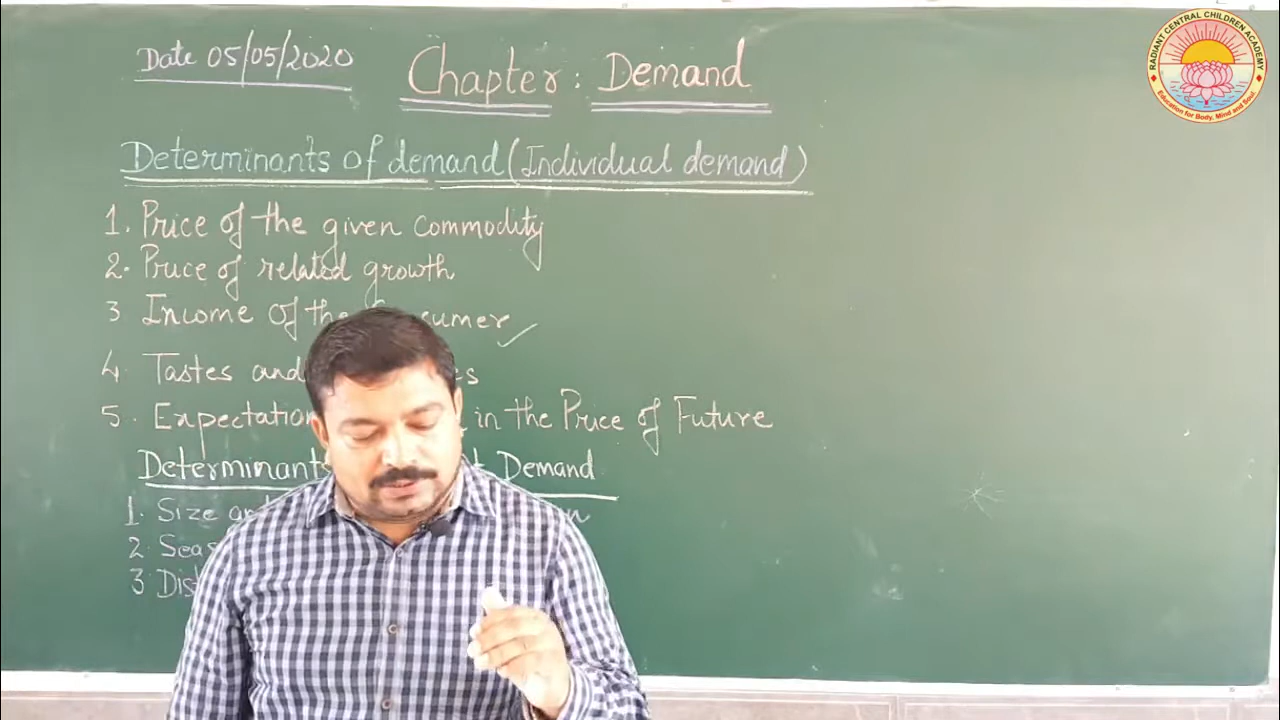 Date 05/05/2020
Chapter: Demand
RADIANT CENTRAL CHILDREN ACADEMY
Education for Body, Mind and Soul
Determinants of demand (Individual demand)
1. Price of the given commodity
2. Price of related growth
3 Income of the
4. Tastes and
5. Expectation in the Price of Future
Determinants Demand
1. Size
2.
3